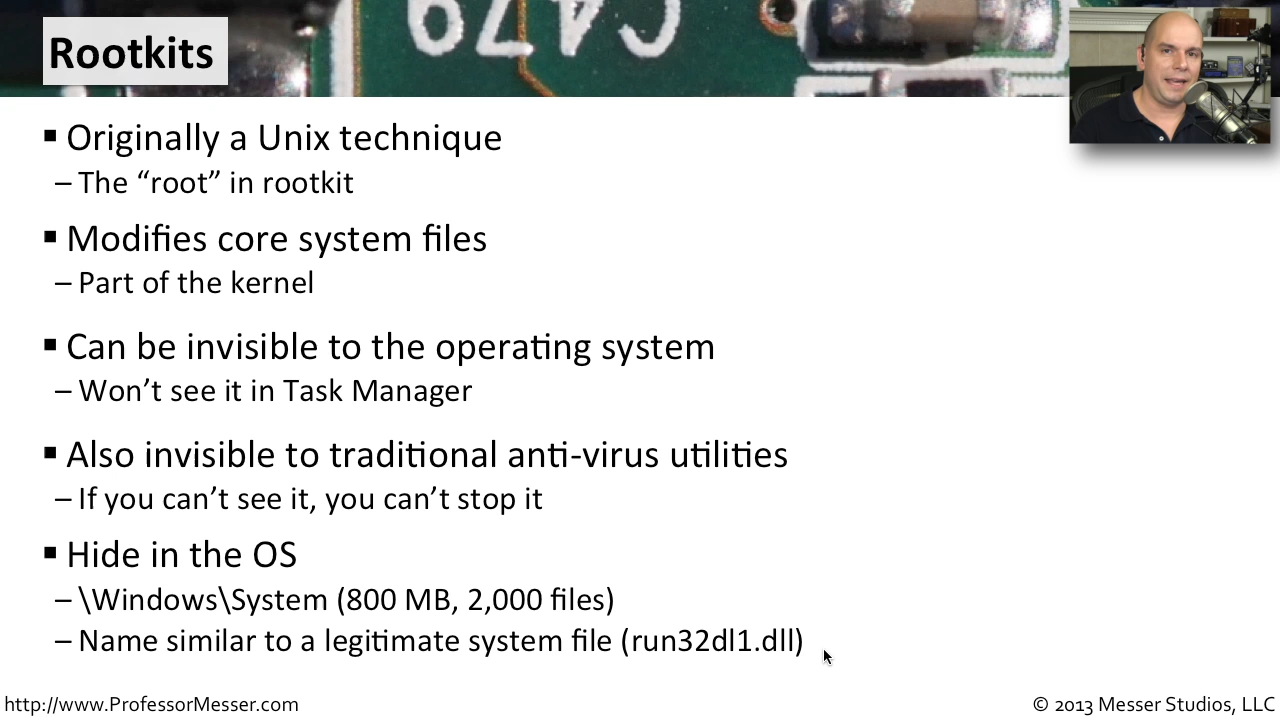 C479
Rootkits
▪ Originally a Unix technique
– The “root” in rootkit
▪ Modifies core system files
– Part of the kernel
▪ Can be invisible to the operating system
– Won’t see it in Task Manager
▪ Also invisible to traditional anti-virus utilities
– If you can’t see it, you can’t stop it
▪ Hide in the OS
– \Windows\System (800 MB, 2,000 files)
– Name similar to a legitimate system file (run32dl1.dll)
http://www.ProfessorMesser.com
© 2013 Messer Studios, LLC